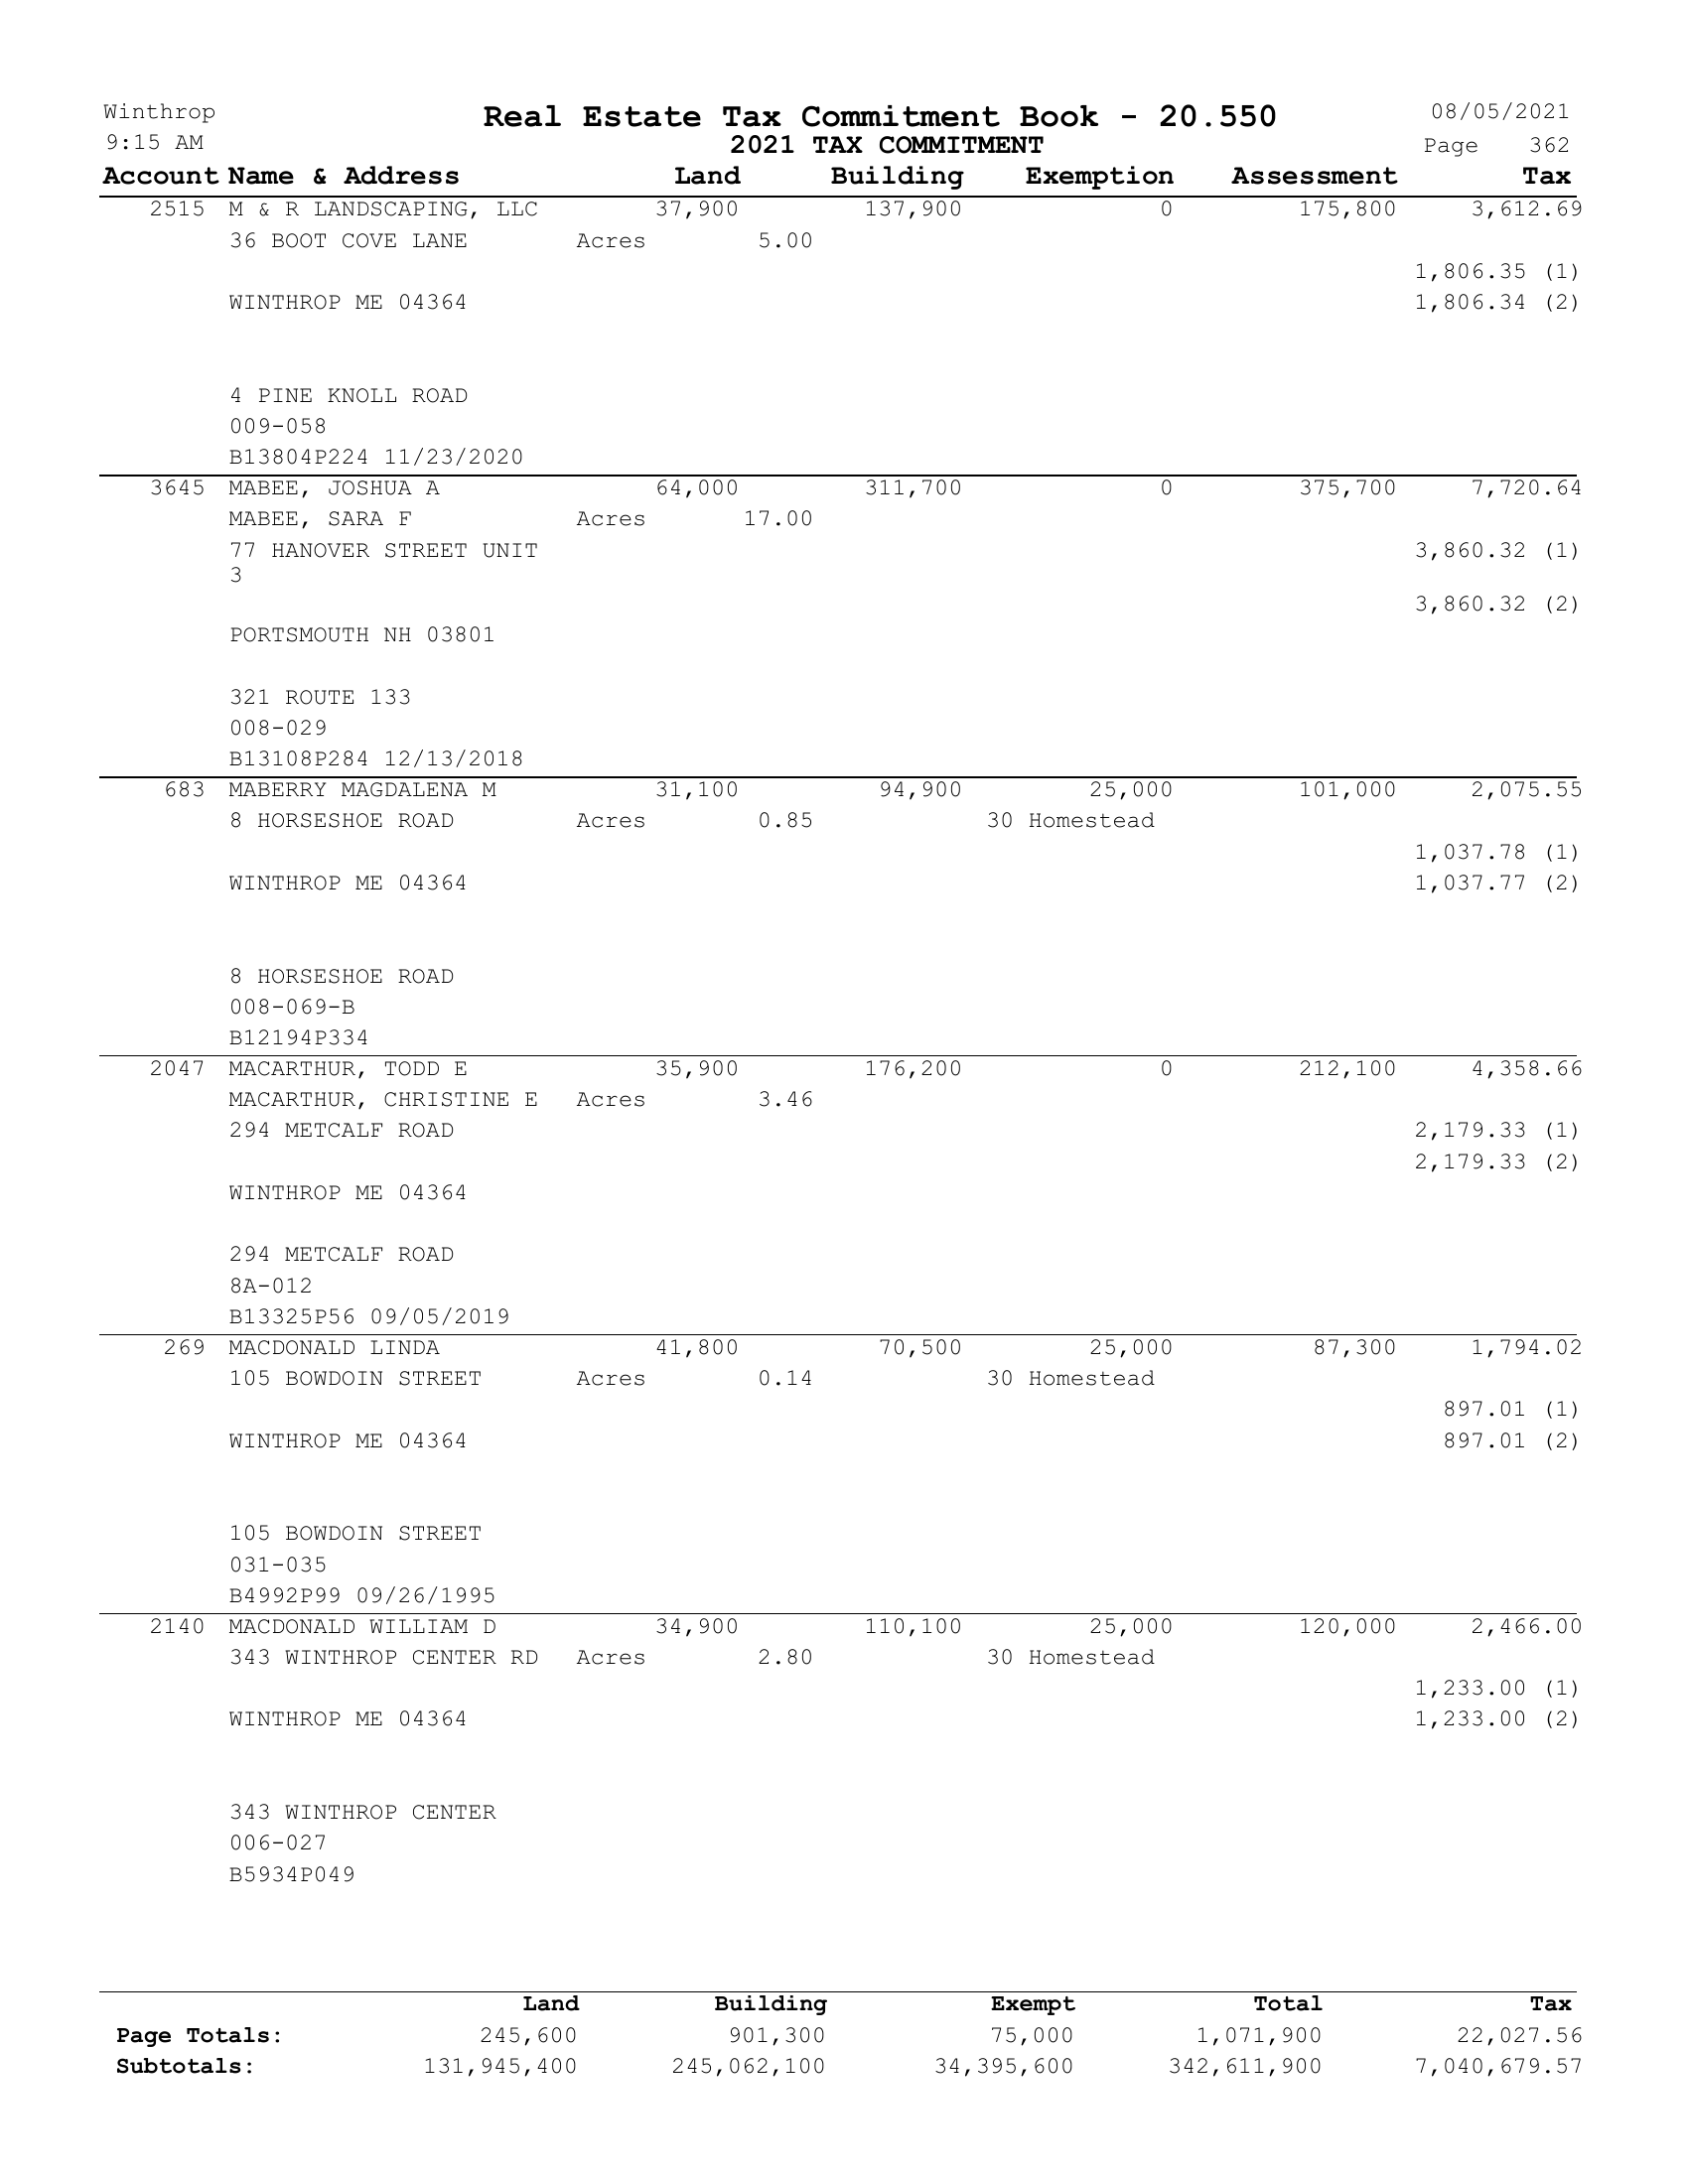 Winthrop Real Estate Tax Commitment Book - 20.550 08/05/2021
9:15 AM 2021 TAX COMMITMENT Page 362
Account Name & Address Land Building Exemption Assessment Tax
2515 M & R LANDSCAPING, LLC 37,900 137,900 0 175,800 3,612.69
36 BOOT COVE LANE Acres 5.00
1,806.35 (1)
WINTHROP ME 04364 1,806.34 (2)
4 PINE KNOLL ROAD
009-058
B13804P224 11/23/2020
3645 MABEE, JOSHUA A 64,000 311,700 0 375,700 7,720.64
MABEE, SARA F Acres 17.00
77 HANOVER STREET UNIT 3,860.32 (1)
3
3,860.32 (2)
PORTSMOUTH NH 03801
321 ROUTE 133
008-029
B13108P284 12/13/2018
683 MABERRY MAGDALENA M 31,100 94,900 25,000 101,000 2,075.55
8 HORSESHOE ROAD Acres 0.85 30 Homestead
1,037.78 (1)
WINTHROP ME 04364 1,037.77 (2)
8 HORSESHOE ROAD
008-069-B
B12194P334
2047 MACARTHUR, TODD E 35,900 176,200 0 212,100 4,358.66
MACARTHUR, CHRISTINE E Acres 3.46
294 METCALF ROAD 2,179.33 (1)
2,179.33 (2)
WINTHROP ME 04364
294 METCALF ROAD
8A-012
B13325P56 09/05/2019
269 MACDONALD LINDA 41,800 70,500 25,000 87,300 1,794.02
105 BOWDOIN STREET Acres 0.14 30 Homestead
897.01 (1)
WINTHROP ME 04364 897.01 (2)
105 BOWDOIN STREET
031-035
B4992P99 09/26/1995
2140 MACDONALD WILLIAM D 34,900 110,100 25,000 120,000 2,466.00
343 WINTHROP CENTER RD Acres 2.80 30 Homestead
1,233.00 (1)
WINTHROP ME 04364 1,233.00 (2)
343 WINTHROP CENTER
006-027
B5934P049
Land Building Exempt Total Tax
Page Totals: 245,600 901,300 75,000 1,071,900 22,027.56
Subtotals: 131,945,400 245,062,100 34,395,600 342,611,900 7,040,679.57